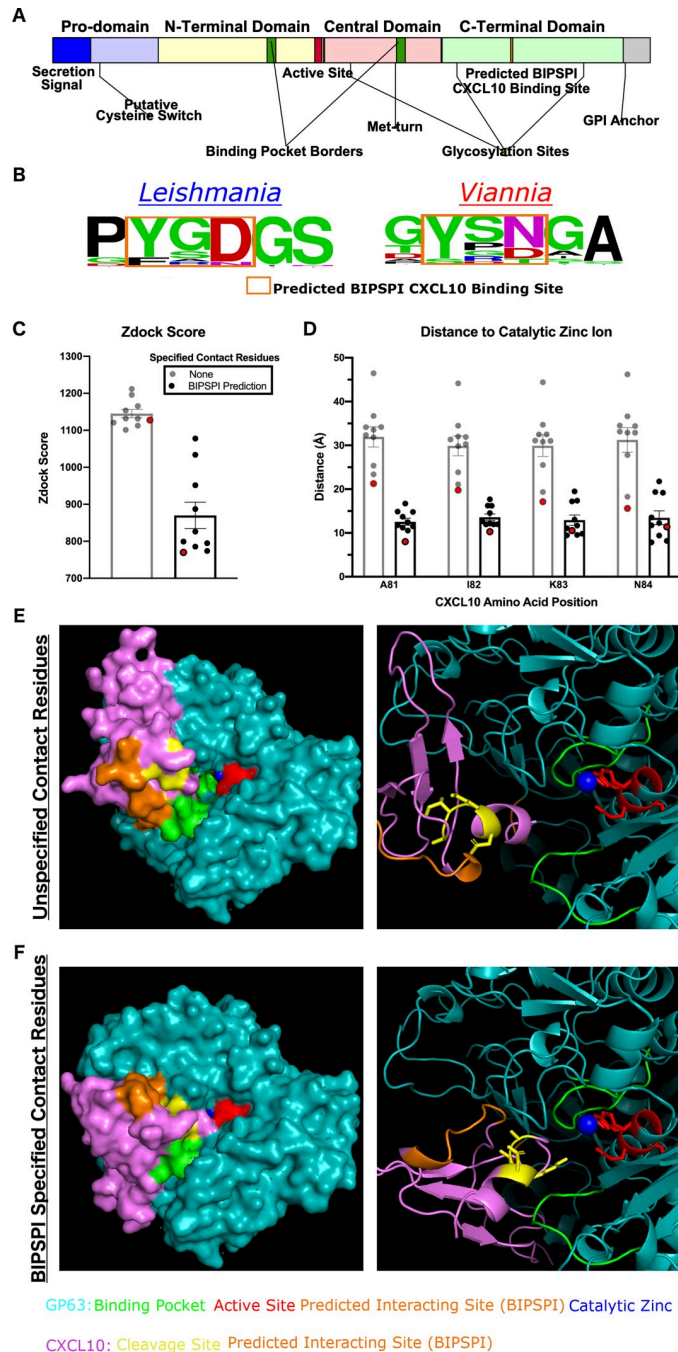 A
Pro-domain N-Terminal Domain Central Domain C-Terminal Domain
Secretion Signal
Putative Cysteine Switch
Active Site
Predicted BIPSPI CXCL10 Binding Site
Binding Pocket Borders
Met-turn
Glycosylation Sites
GPI Anchor
B
Leishmania
Viannia
PYGDGS
GYSNGA
Predicted BIPSPI CXCL10 Binding Site
C
Zdock Score
Specified Contact Residues
None
BIPSPI Prediction
Zdock Score
1300
1200
1100
1000
900
800
700
D
Distance to Catalytic Zinc Ion
Distance (Å)
50
40
30
20
10
0
A81 I82 K83 N84
CXCL10 Amino Acid Position
E
Unspecified Contact Residues
F
BIPSPI Specified Contact Residues
GP63: Binding Pocket Active Site Predicted Interacting Site (BIPSPI) Catalytic Zinc
CXCL10: Cleavage Site Predicted Interacting Site (BIPSPI)